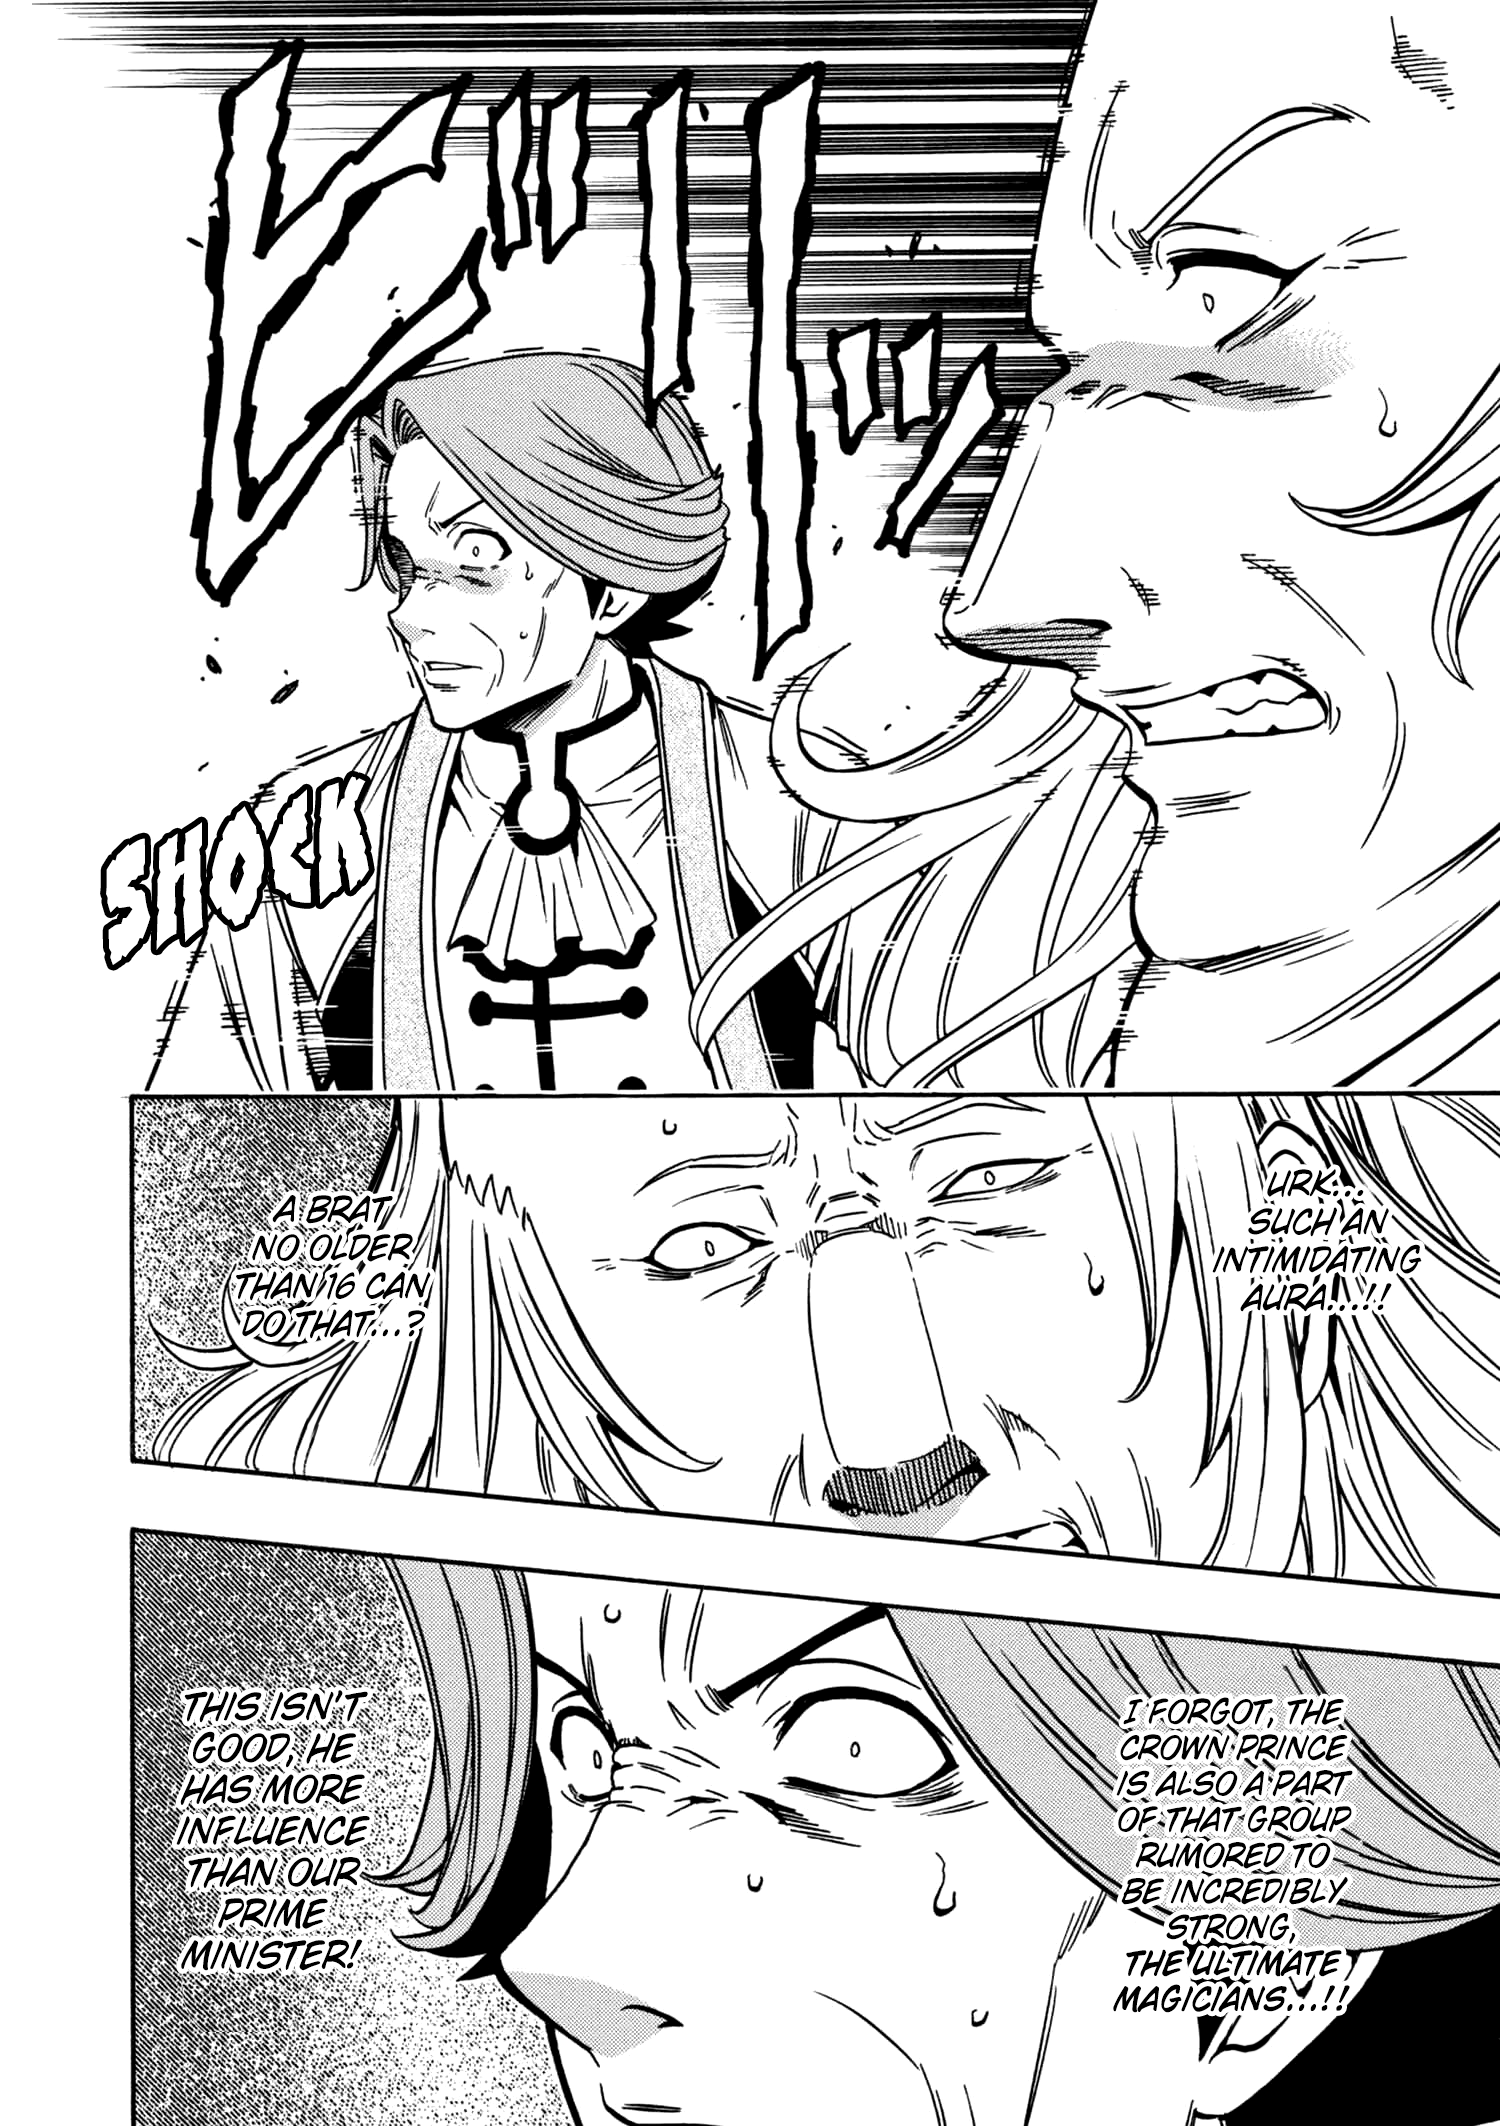 ビリビリッ
SHOCK
URK...
SUCH AN
INTIMIDATING
AURA...!!
A BRAT
NO OLDER
THAN 16 CAN
DO THAT...?
I FORGOT, THE
CROWN PRINCE
IS ALSO A PART
OF THAT GROUP
RUMORED TO
BE INCREDIBLY
STRONG,
THE ULTIMATE
MAGICIANS...!!
THIS ISN'T
GOOD, HE
HAS MORE
INFLUENCE
THAN OUR
PRIME
MINISTER!